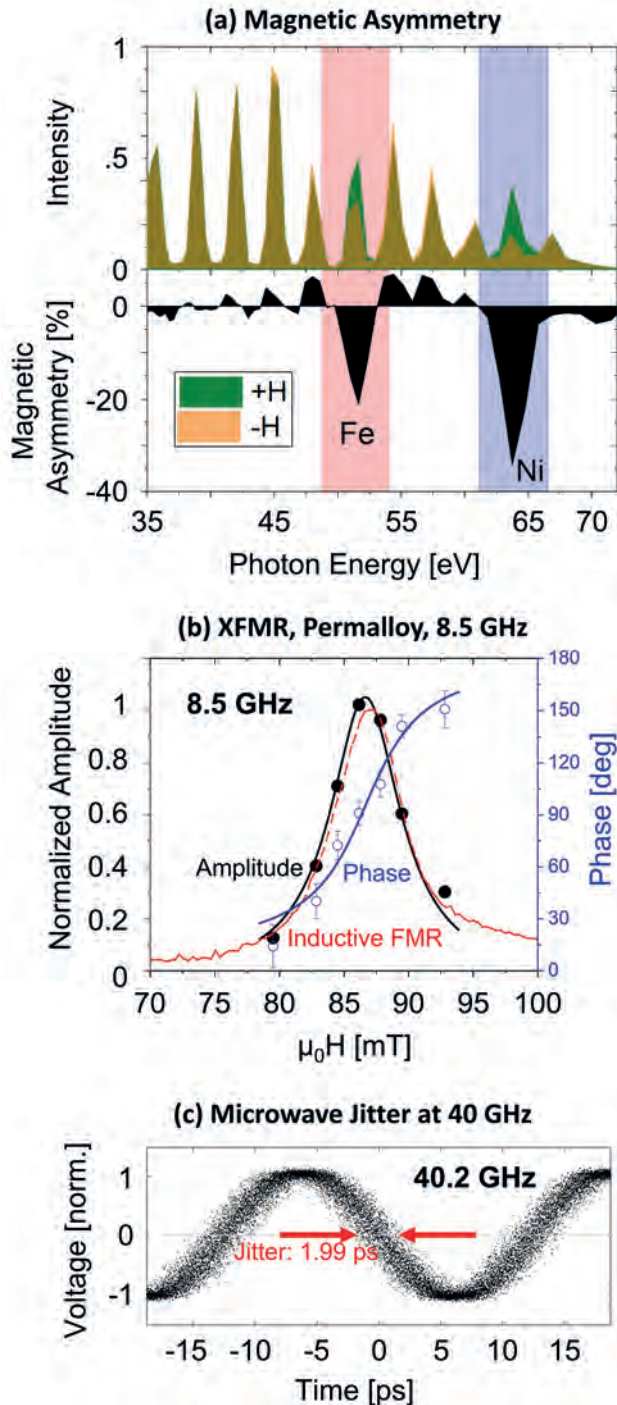 (a) Magnetic Asymmetry
1
.5
0
Intensity
0
-20
-40
Magnetic
Asymmetry [%]
+H
-H
Fe
Ni
35 45 55 65 70
Photon Energy [eV]
(b) XFMR, Permalloy, 8.5 GHz
8.5 GHz
1
0.8
0.6
0.4
0.2
0
Normalized Amplitude
180
150
120
90
60
30
0
Phase [deg]
Amplitude
Phase
Inductive FMR
70 75 80 85 90 95 100
μ₀H [mT]
(c) Microwave Jitter at 40 GHz
40.2 GHz
1
0
-1
Voltage [norm.]
Jitter: 1.99 ps
-15 -10 -5 0 5 10 15
Time [ps]